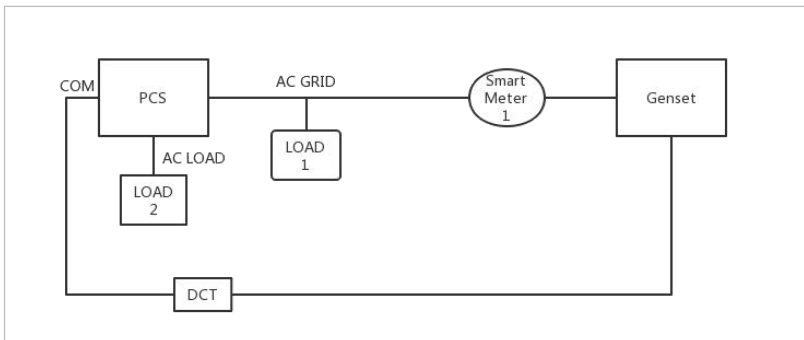 COM
PCS
AC GRID
Smart
Meter
1
Genset
AC LOAD
LOAD
1
LOAD
2
DCT